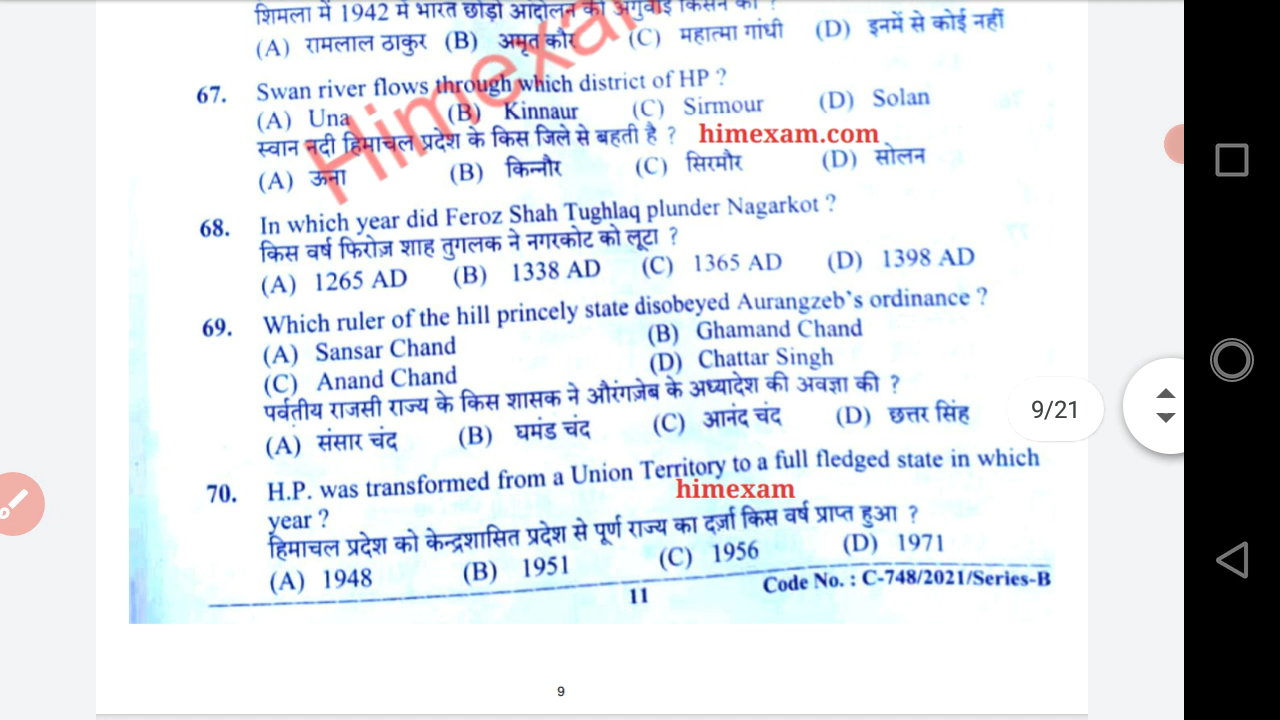 शिमला में 1942 में भारत छोड़ो आंदोलन की अगुवाई किसने की ?
(A) रामलाल ठाकुर (B) अमृत कौर (C) महात्मा गांधी (D) इनमें से कोई नहीं
67. Swan river flows through which district of HP ?
(A) Una (B) Kinnaur (C) Sirmour (D) Solan
स्वान नदी हिमाचल प्रदेश के किस जिले से बहती है ? himexam.com
(A) ऊना (B) किन्नौर (C) सिरमौर (D) सोलन
68. In which year did Feroz Shah Tughlaq plunder Nagarkot ?
किस वर्ष फिरोज़ शाह तुगलक ने नगरकोट को लूटा ?
(A) 1265 AD (B) 1338 AD (C) 1365 AD (D) 1398 AD
69. Which ruler of the hill princely state disobeyed Aurangzeb's ordinance ?
(A) Sansar Chand (B) Ghamand Chand
(C) Anand Chand (D) Chattar Singh
पर्वतीय राजसी राज्य के किस शासक ने औरंगज़ेब के अध्यादेश की अवज्ञा की ?
(A) संसार चंद (B) घमंड चंद (C) आनंद चंद (D) छत्तर सिंह
70. H.P. was transformed from a Union Territory to a full fledged state in which
year ? himexam
हिमाचल प्रदेश को केन्द्रशासित प्रदेश से पूर्ण राज्य का दर्ज़ा किस वर्ष प्राप्त हुआ ?
(A) 1948 (B) 1951 (C) 1956 (D) 1971
11 Code No. : C-748/2021/Series-B
9
9/21
Himexa